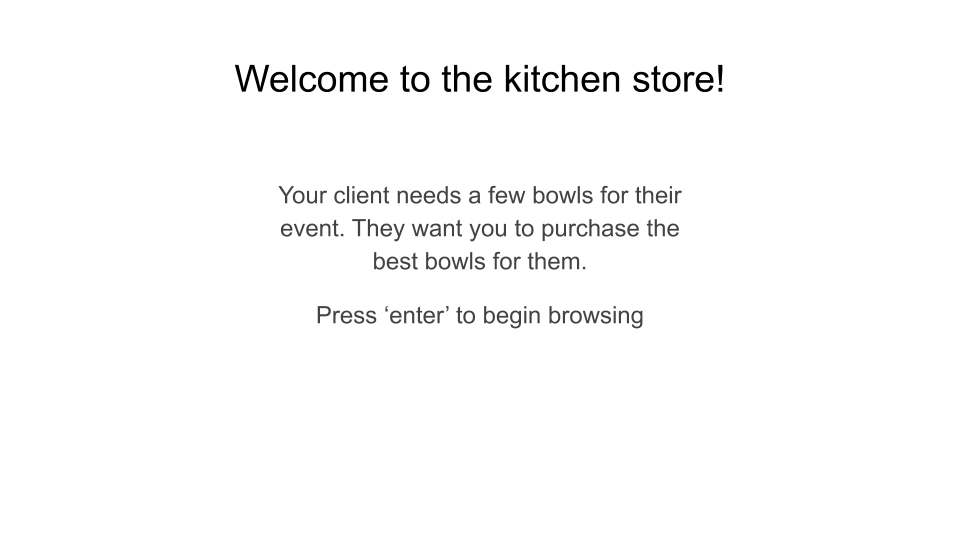 Welcome to the kitchen store!
Your client needs a few bowls for their
event. They want you to purchase the
best bowls for them.
Press ‘enter’ to begin browsing